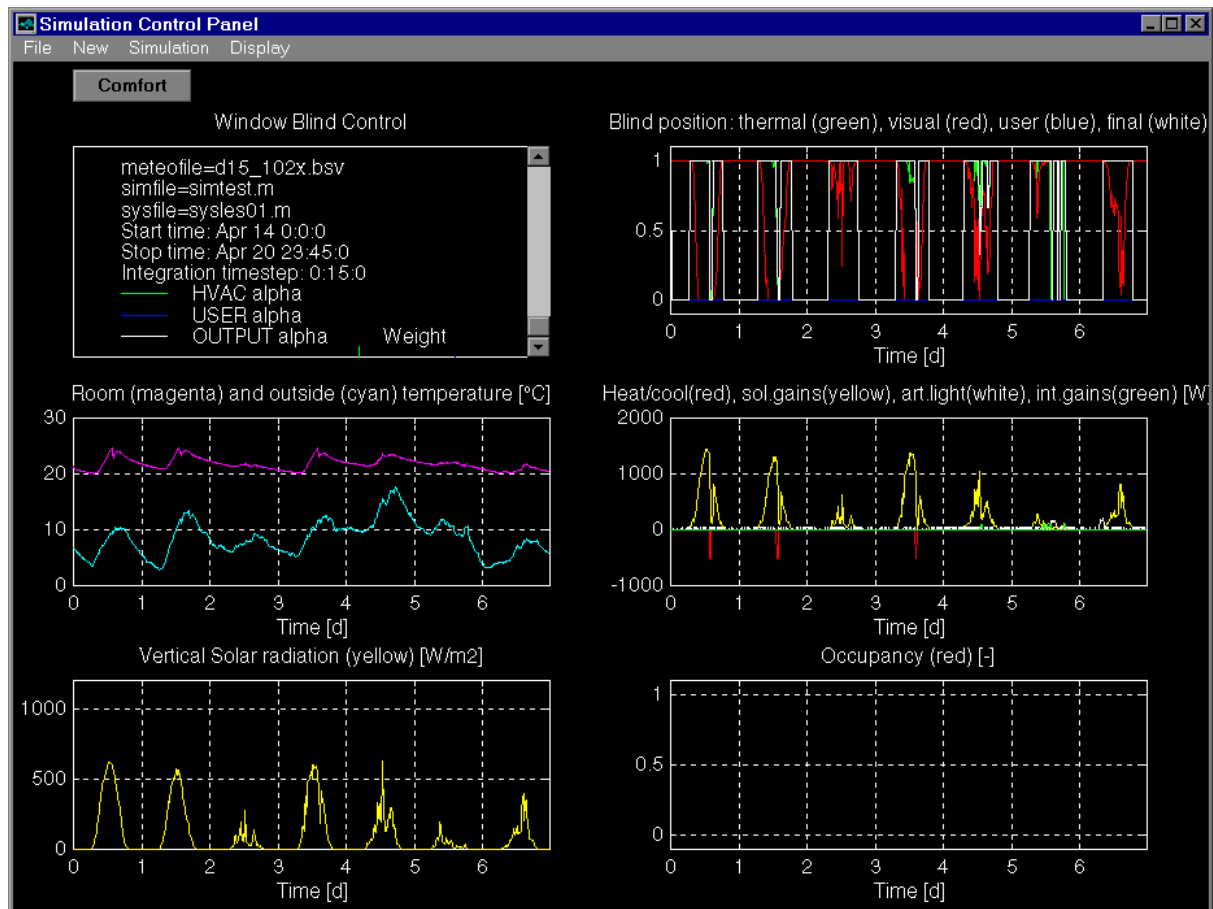 Simulation Control Panel
File New Simulation Display
Comfort
Window Blind Control
meteofile=d15_102x.bsv
simfile=simtest.m
sysfile=sysles01.m
Start time: Apr 14 0:0:0
Stop time: Apr 20 23:45:0
Integration timestep: 0:15:0
HVAC alpha
USER alpha
OUTPUT alpha Weight
Blind position: thermal (green), visual (red), user (blue), final (white)
1
0.5
0
0 1 2 3 4 5 6
Time [d]
Room (magenta) and outside (cyan) temperature [ºC]
30
20
10
0
0 1 2 3 4 5 6
Time [d]
Heat/cool(red), sol.gains(yellow), art.light(white), int.gains(green) [W]
2000
1000
0
-1000
0 1 2 3 4 5 6
Time [d]
Vertical Solar radiation (yellow) [W/m2]
1000
500
0
0 1 2 3 4 5 6
Time [d]
Occupancy (red) [-]
1
0.5
0
0 1 2 3 4 5 6
Time [d]